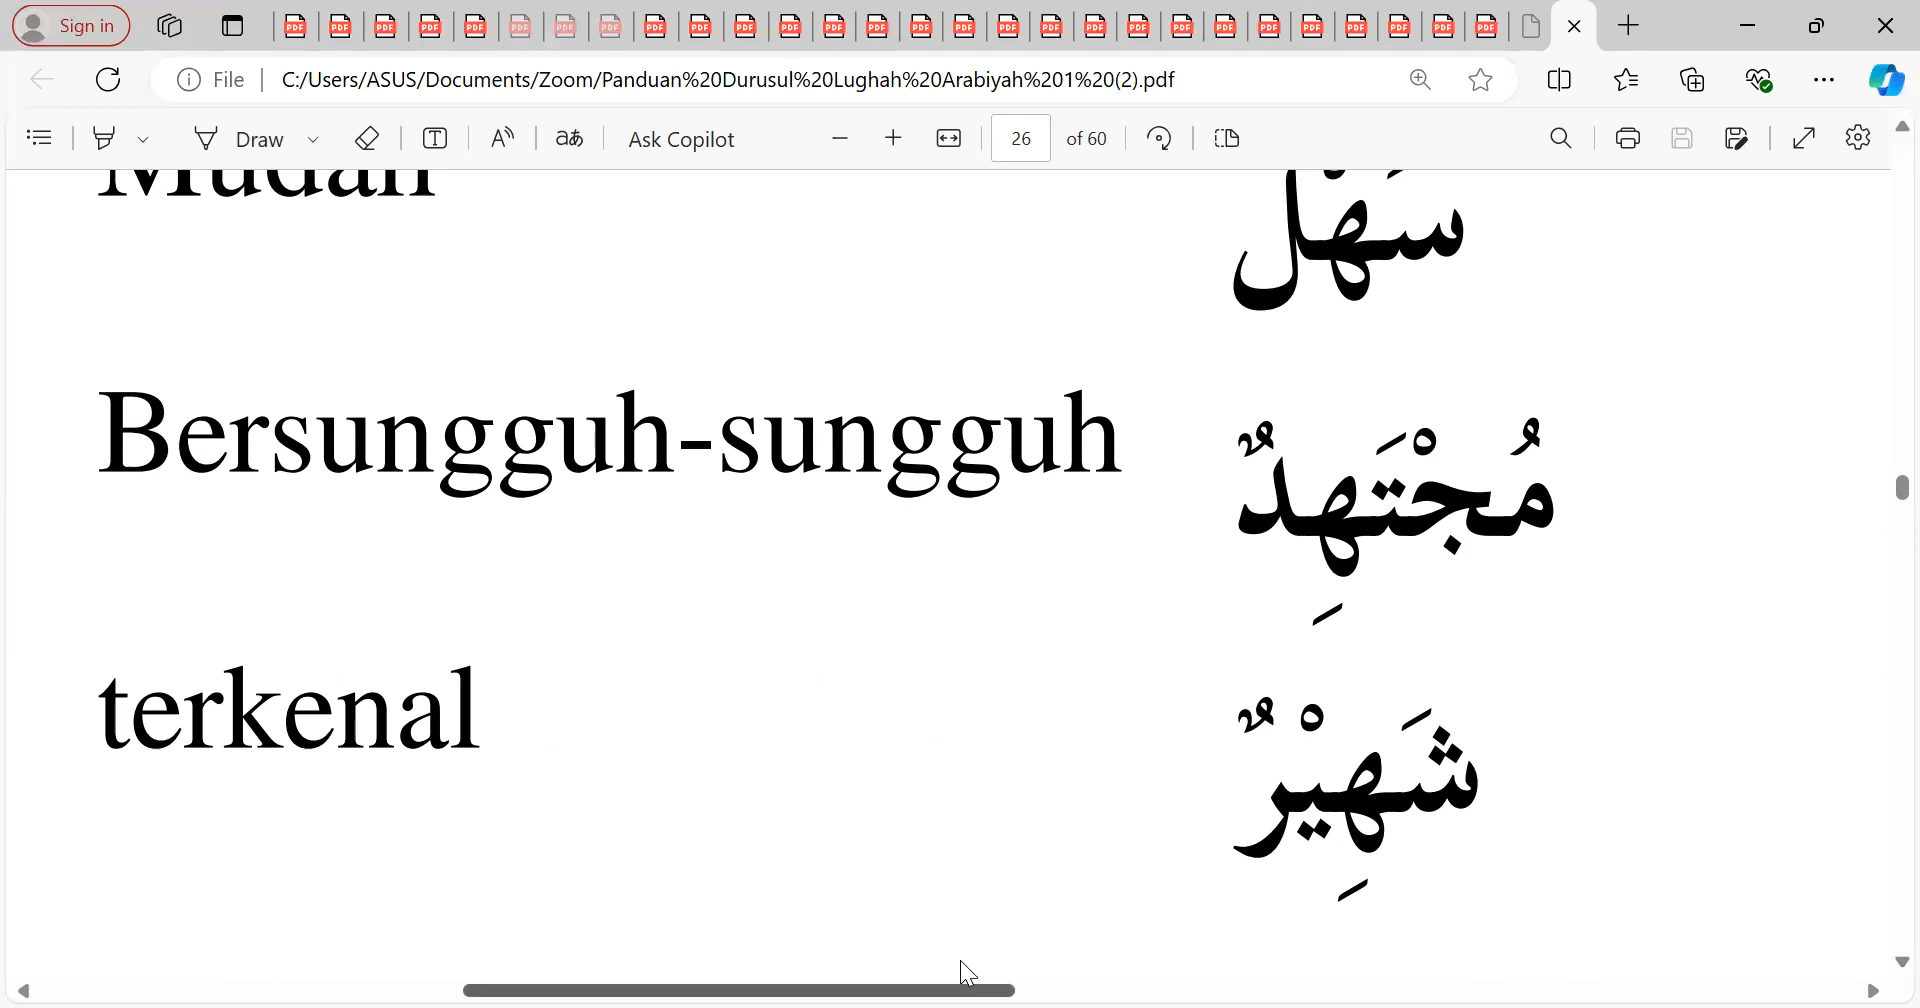 Sign in
File C:/Users/ASUS/Documents/Zoom/Panduan%20Durusul%20Lughah%20Arabiyah%201%20(2).pdf
Draw Ask Copilot 26 of 60
Mudah سَهْل
Bersungguh-sungguh مُجْتَهِدٌ
terkenal شَهِيْرٌ